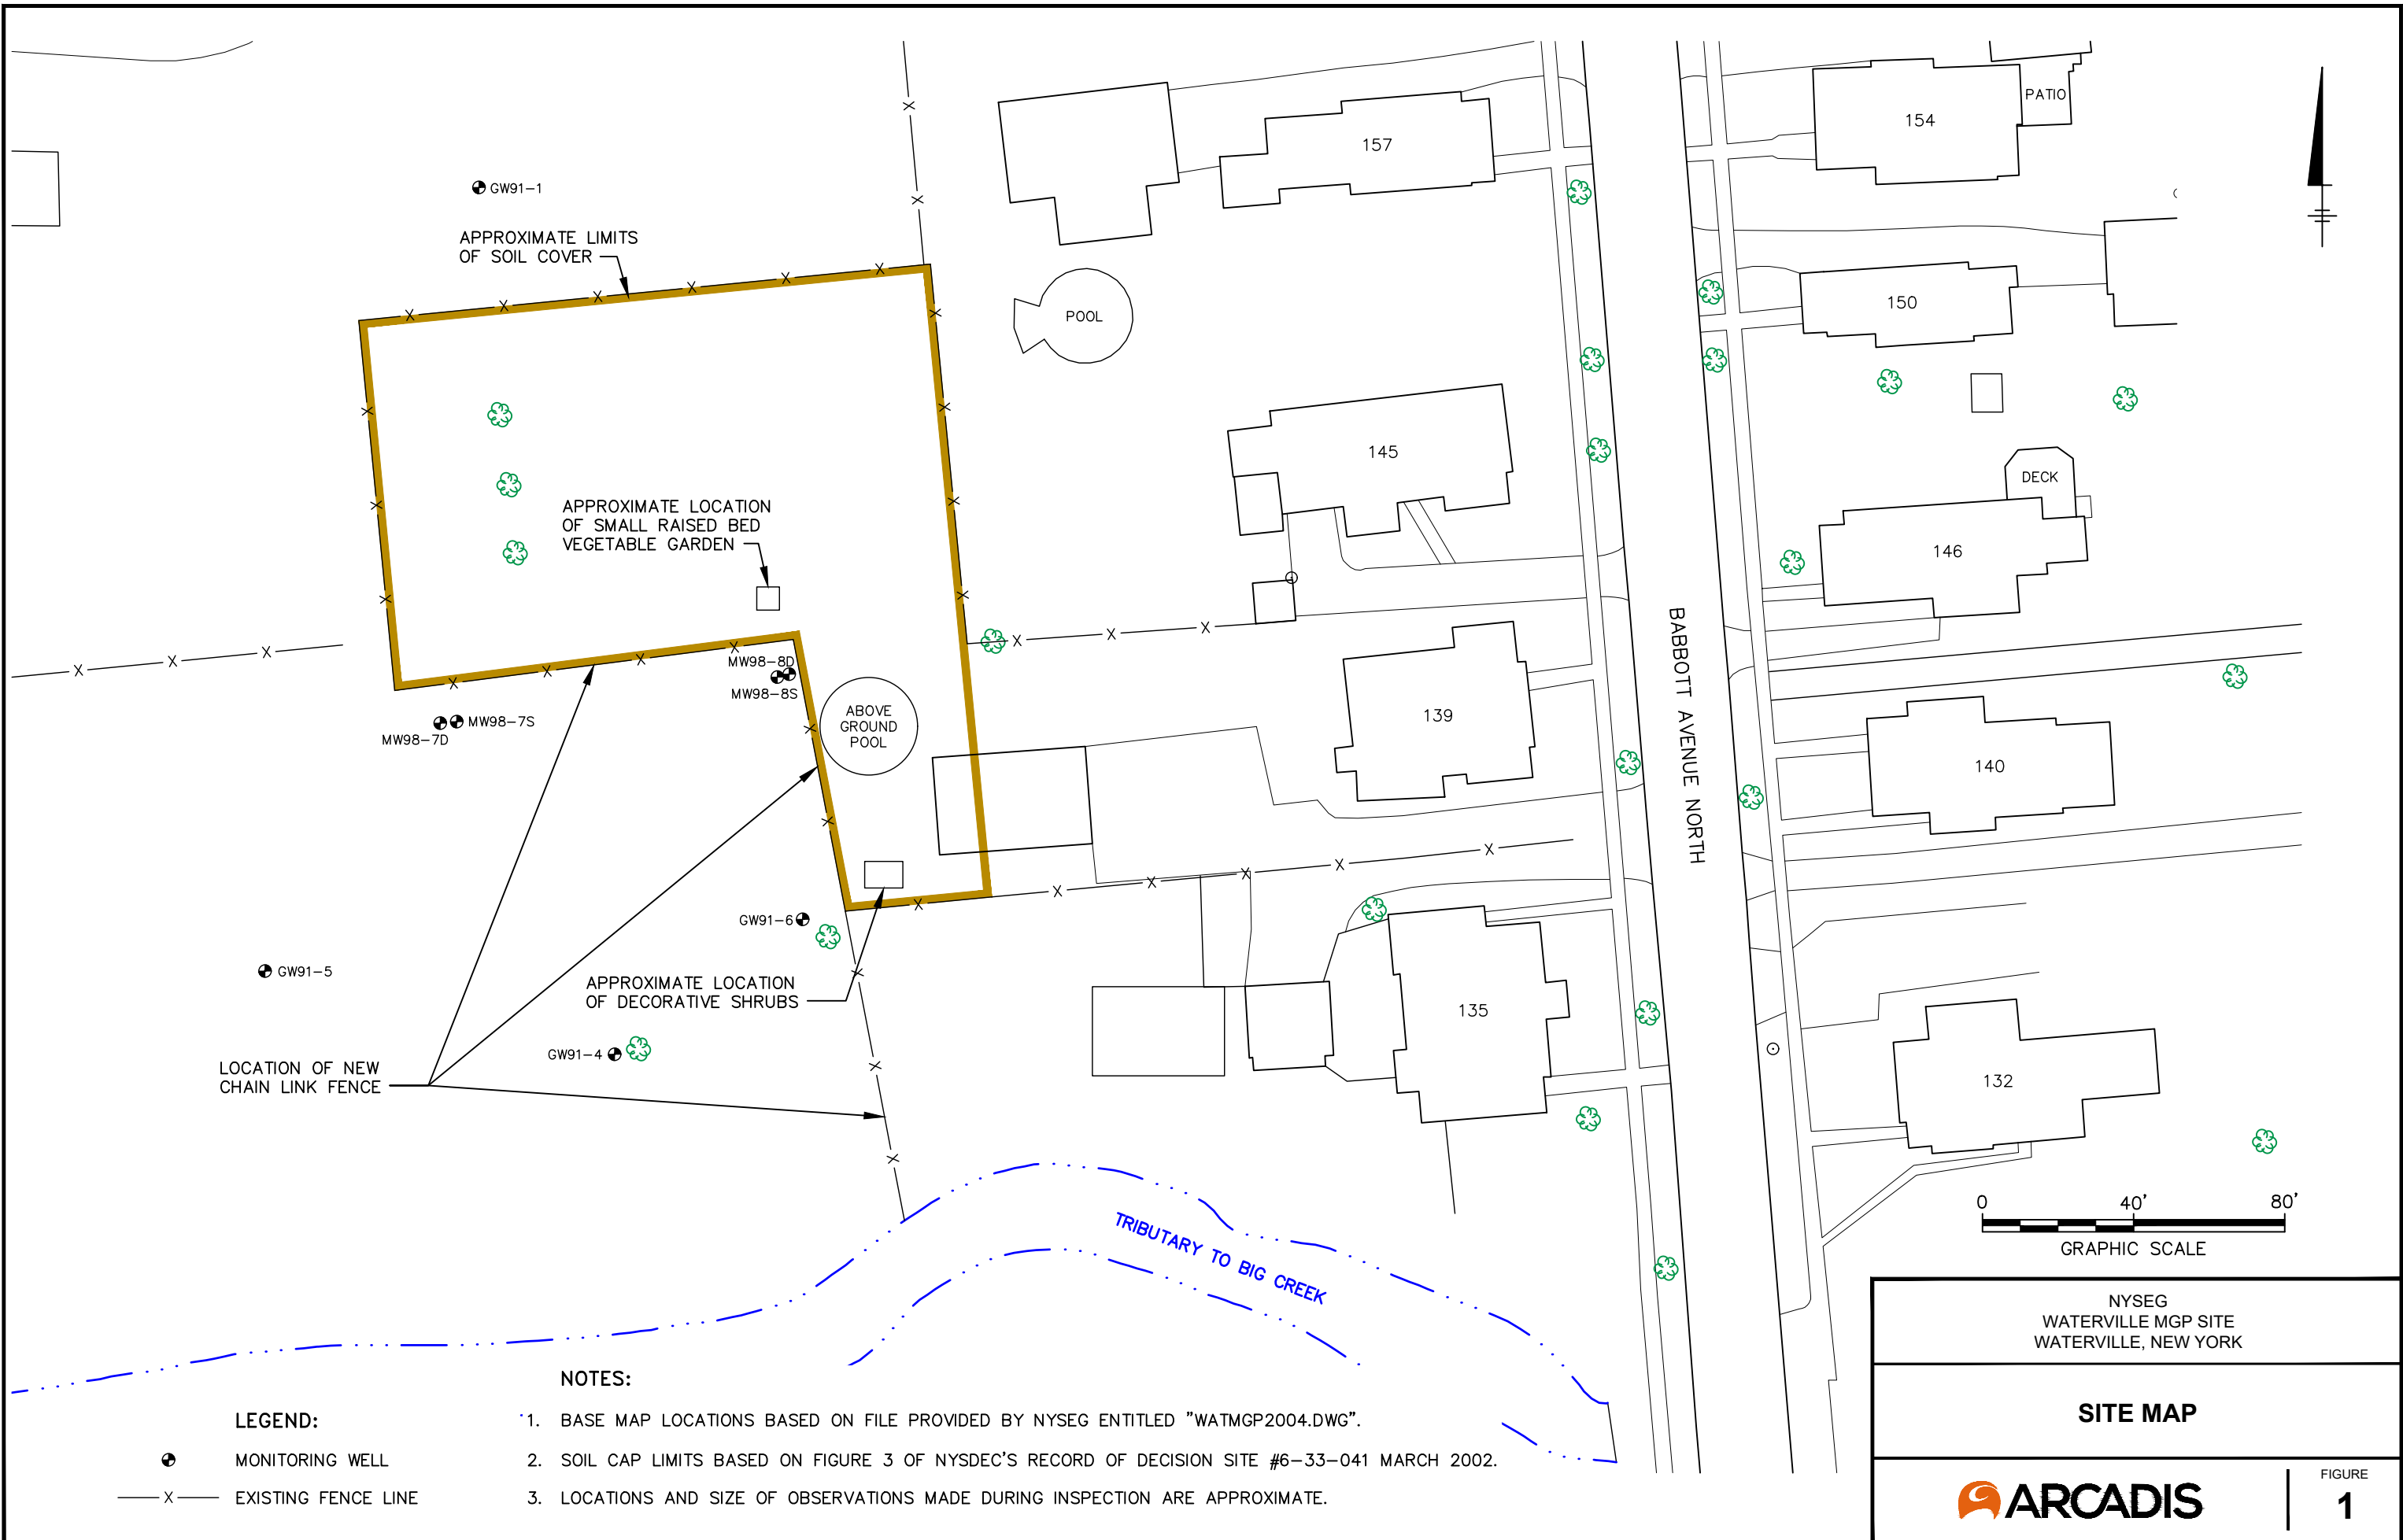 GW91-1
APPROXIMATE LIMITS
OF SOIL COVER
157
154
PATIO
POOL
150
145
DECK
146
APPROXIMATE LOCATION
OF SMALL RAISED BED
VEGETABLE GARDEN
BABBOTT AVENUE NORTH
MW98-8D
MW98-8S
MW98-7S
MW98-7D
ABOVE
GROUND
POOL
139
140
GW91-6
GW91-5
APPROXIMATE LOCATION
OF DECORATIVE SHRUBS
135
GW91-4
LOCATION OF NEW
CHAIN LINK FENCE
132
TRIBUTARY TO BIG CREEK
0 40' 80'
GRAPHIC SCALE
LEGEND:
MONITORING WELL
X EXISTING FENCE LINE
NOTES:
1. BASE MAP LOCATIONS BASED ON FILE PROVIDED BY NYSEG ENTITLED "WATMGP2004.DWG".
2. SOIL CAP LIMITS BASED ON FIGURE 3 OF NYSDEC'S RECORD OF DECISION SITE #6-33-041 MARCH 2002.
3. LOCATIONS AND SIZE OF OBSERVATIONS MADE DURING INSPECTION ARE APPROXIMATE.
NYSEG
WATERVILLE MGP SITE
WATERVILLE, NEW YORK
SITE MAP
ARCADIS
FIGURE
1